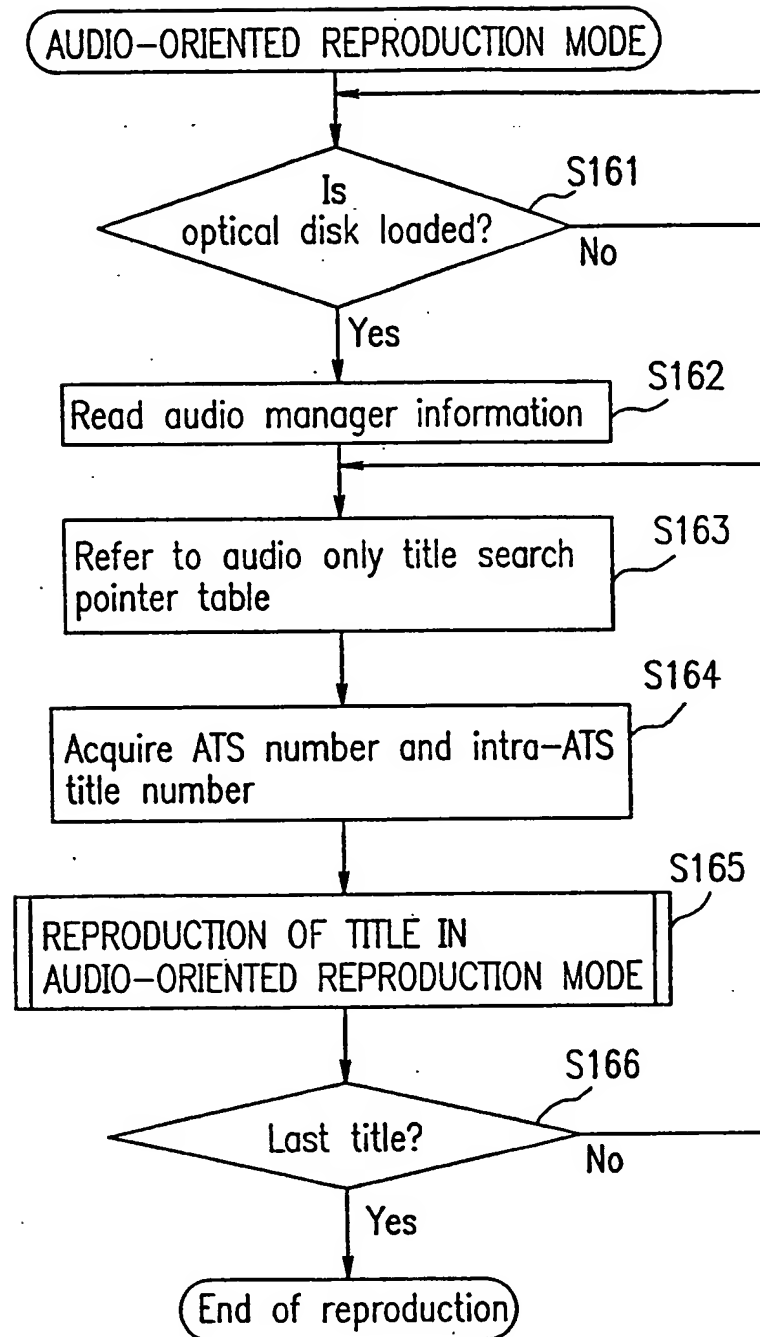 AUDIO-ORIENTED REPRODUCTION MODE
S161
Is
optical disk loaded?
No
Yes
S162
Read audio manager information
S163
Refer to audio only title search
pointer table
S164
Acquire ATS number and intra-ATS
title number
S165
REPRODUCTION OF TITLE IN
AUDIO-ORIENTED REPRODUCTION MODE
S166
Last title?
No
Yes
End of reproduction